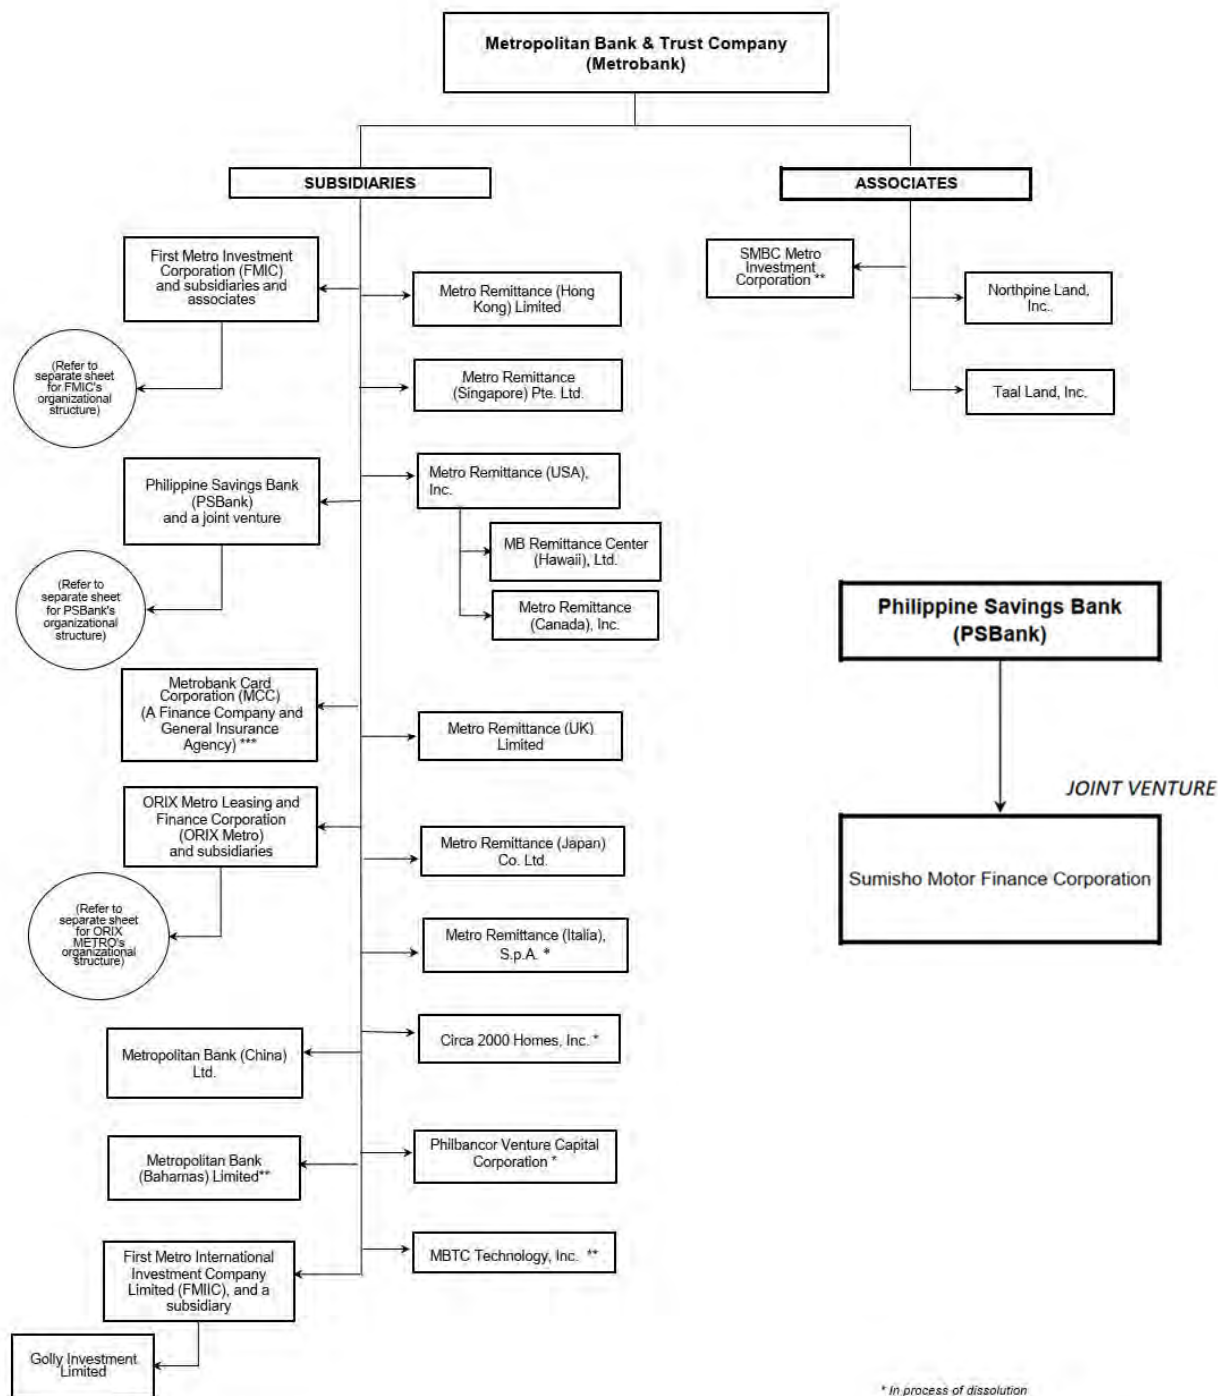 Metropolitan Bank & Trust Company
(Metrobank)
SUBSIDIARIES
ASSOCIATES
First Metro Investment
Corporation (FMIC)
and subsidiaries and
associates
Metro Remittance (Hong
Kong) Limited
SMBC Metro
Investment
Corporation **
Northpine Land,
Inc.
(Refer to
separate sheet
for FMIC's
organizational
structure)
Metro Remittance
(Singapore) Pte. Ltd.
Taal Land, Inc.
Philippine Savings Bank
(PSBank)
and a joint venture
Metro Remittance (USA),
Inc.
MB Remittance Center
(Hawaii), Ltd.
(Refer to
separate sheet
for PSBank's
organizational
structure)
Metro Remittance
(Canada), Inc.
Philippine Savings Bank
(PSBank)
Metrobank Card
Corporation (MCC)
(A Finance Company and
General Insurance
Agency) ***
Metro Remittance (UK)
Limited
JOINT VENTURE
ORIX Metro Leasing and
Finance Corporation
(ORIX Metro)
and subsidiaries
Metro Remittance (Japan)
Co. Ltd.
Sumisho Motor Finance Corporation
(Refer to
separate sheet
for ORIX
METRO's
organizational
structure)
Metro Remittance (Italia),
S.p.A. *
Metropolitan Bank (China)
Ltd.
Circa 2000 Homes, Inc. *
Metropolitan Bank
(Bahamas) Limited**
Philbancor Venture Capital
Corporation *
First Metro International
Investment Company
Limited (FMIIC), and a
subsidiary
MBTC Technology, Inc. **
Golly Investment
Limited
* In process of dissolution